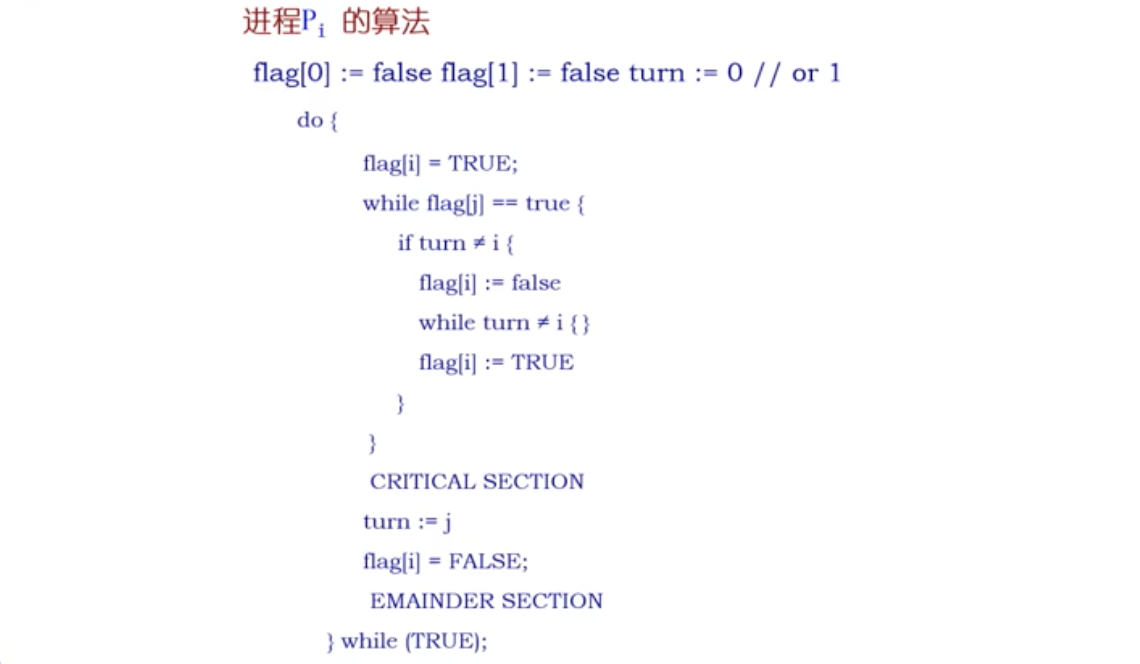 进程Pi 的算法
flag[0] := false flag[1] := false turn := 0 // or 1
do {
flag[i] = TRUE;
while flag[j] == true {
if turn ≠ i {
flag[i] := false
while turn ≠ i {}
flag[i] := TRUE
}
}
CRITICAL SECTION
turn := j
flag[i] = FALSE;
EMAINDER SECTION
} while (TRUE);